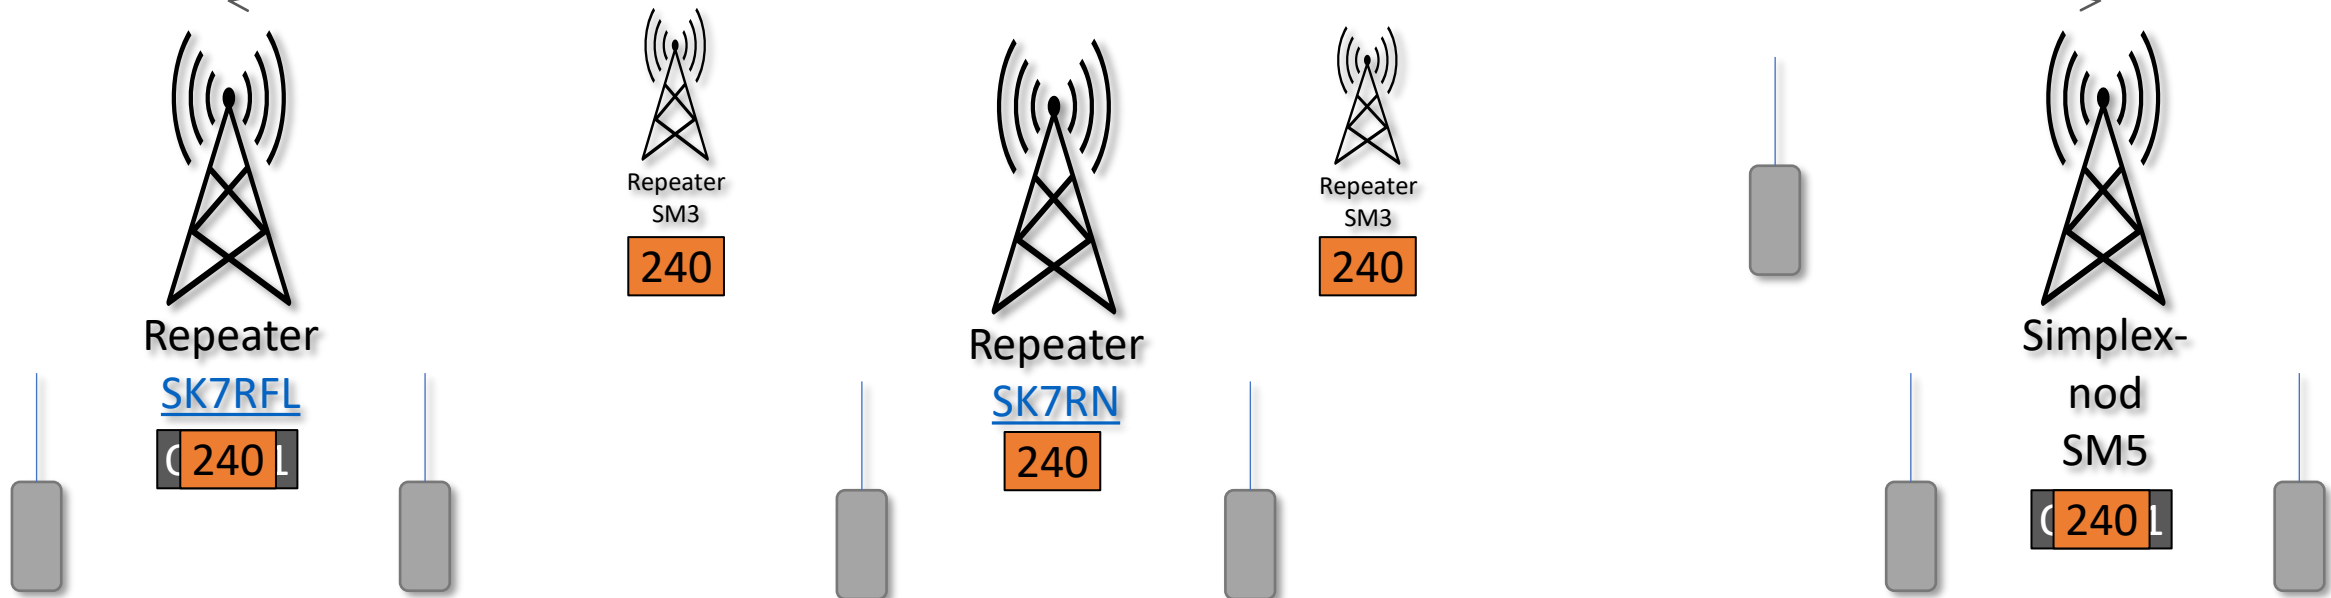 Repeater
SK7RFL
240
Repeater
SM3
240
Repeater
SK7RN
240
Repeater
SM3
240
Simplex-
nod
SM5
240